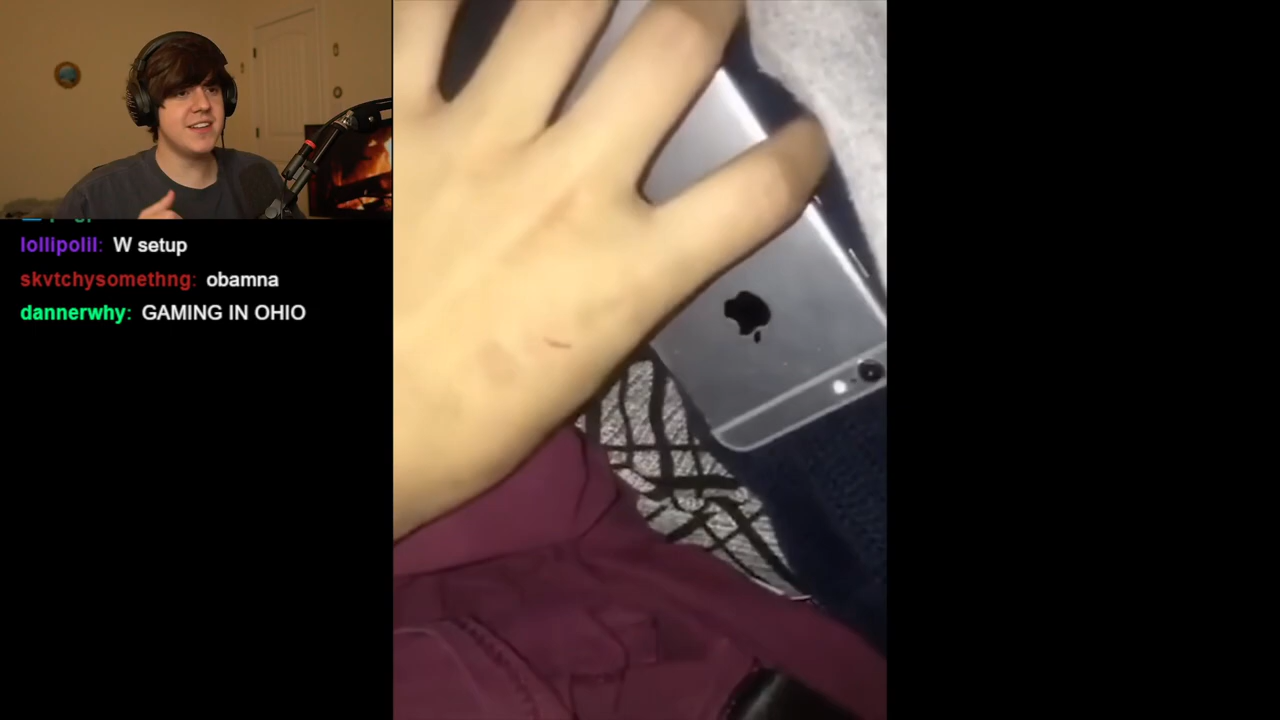 lollipolil: W setup
skvtchysomethng: obamna
dannerwhy: GAMING IN OHIO